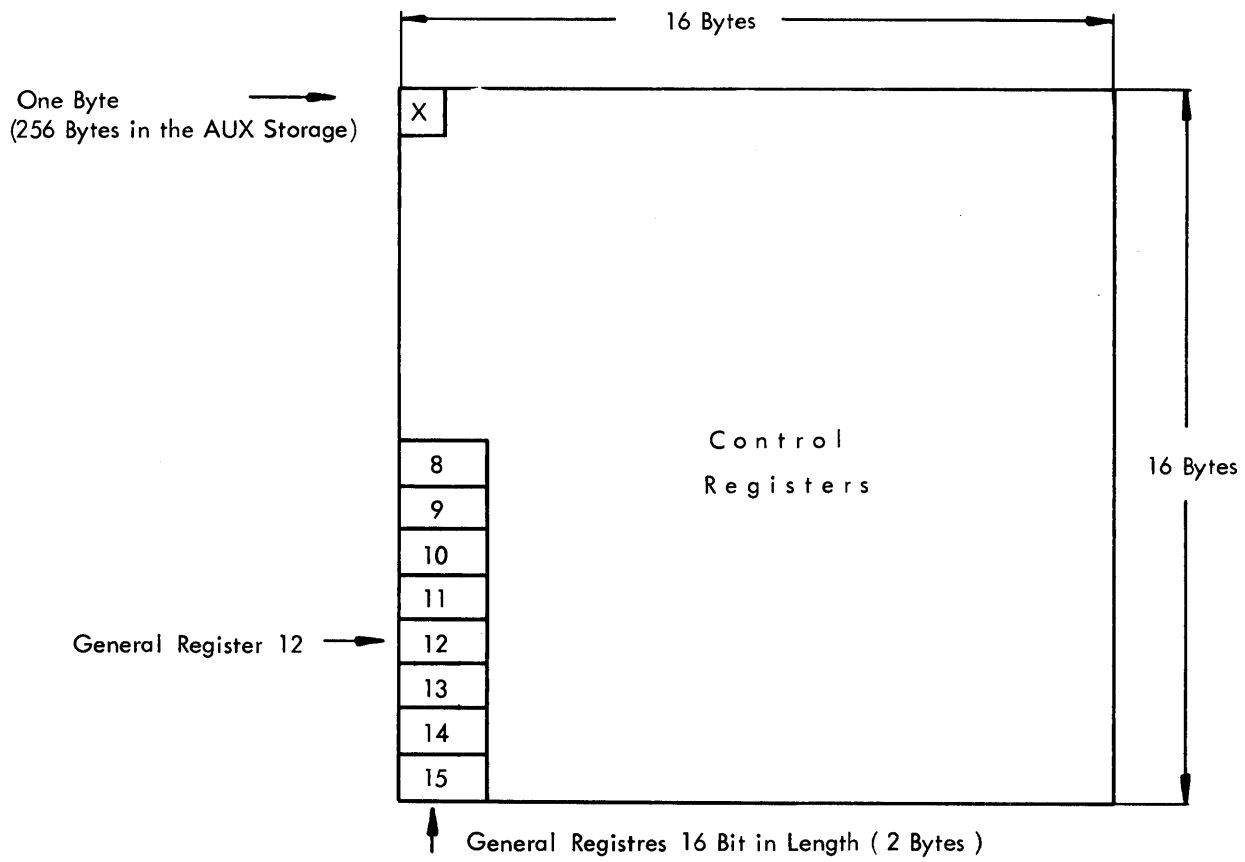 16 Bytes
One Byte
(256 Bytes in the AUX Storage)
X
Control
Registers
16 Bytes
8
9
10
11
General Register 12
12
13
14
15
General Registres 16 Bit in Length ( 2 Bytes )